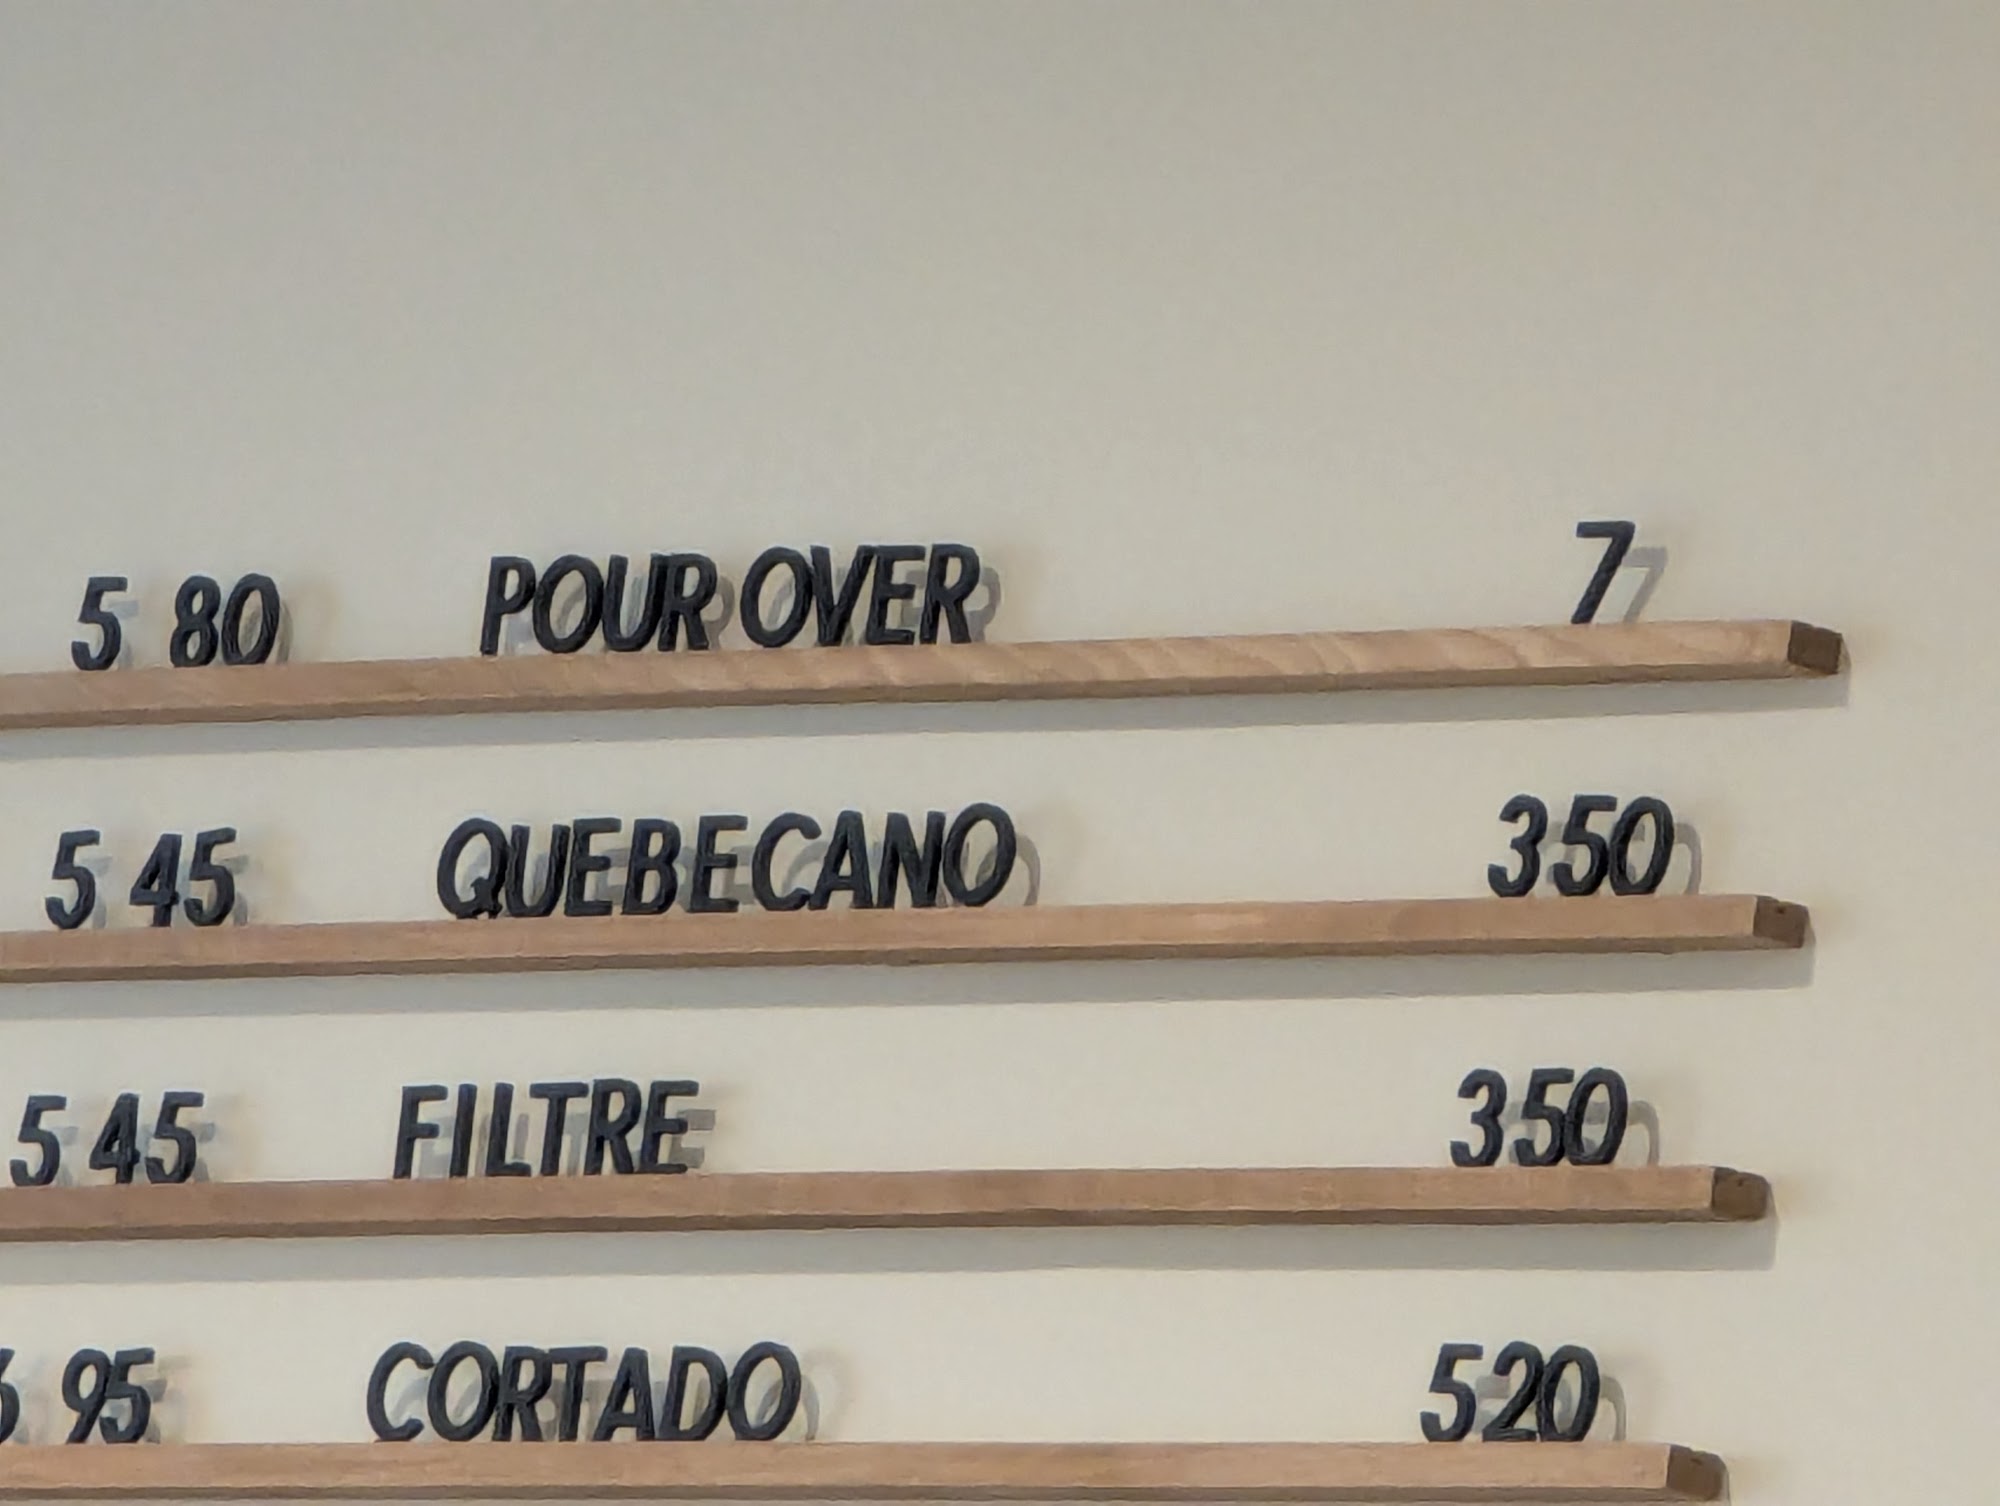 5 80 POUR OVER 7
5 45 QUEBECANO 350
5 45 FILTRE 350
95 CORTADO 520